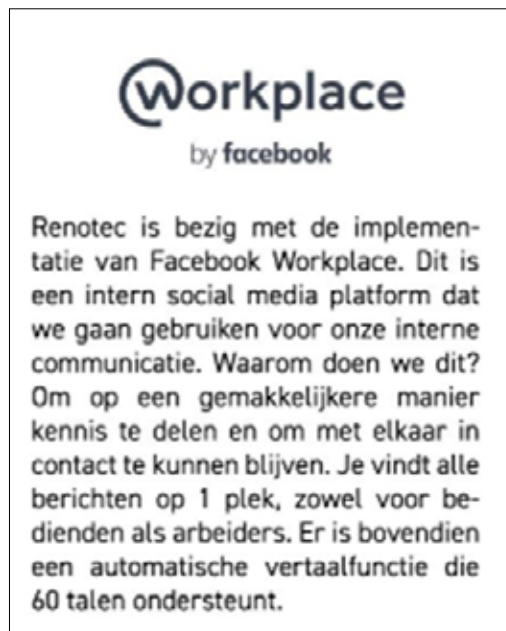 Workplace
by facebook
Renotec is bezig met de implemen-
tatie van Facebook Workplace. Dit is
een intern social media platform dat
we gaan gebruiken voor onze interne
communicatie. Waarom doen we dit?
Om op een gemakkelijkere manier
kennis te delen en om met elkaar in
contact te kunnen blijven. Je vindt alle
berichten op 1 plek, zowel voor be-
dienden als arbeiders. Er is bovendien
een automatische vertaalfunctie die
60 talen ondersteunt.